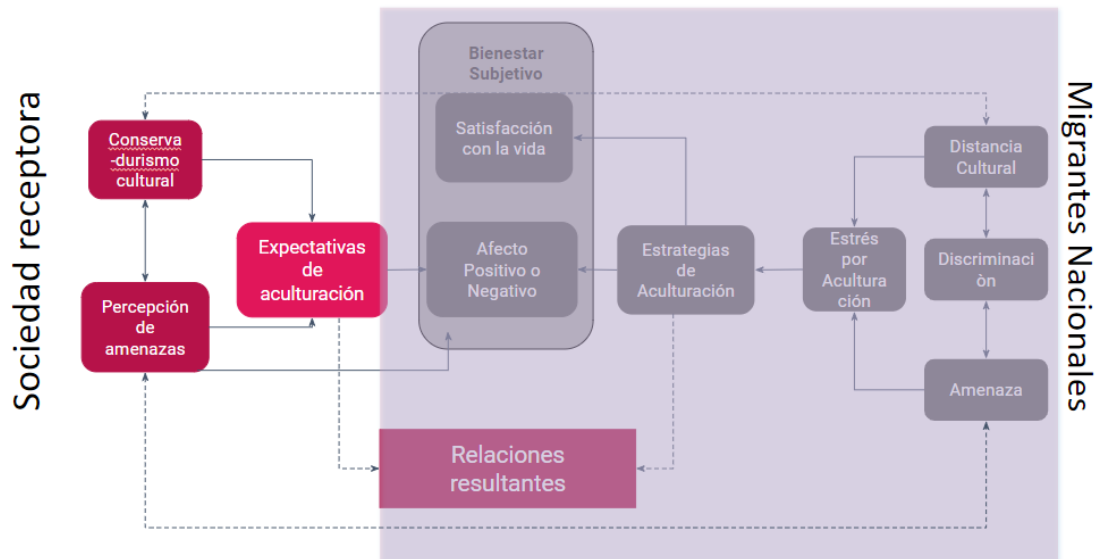 Sociedad receptora
Conserva
-durismo
cultural
Percepción
de
amenazas
Expectativas
de
aculturación
Bienestar
Subjetivo
Satisfacción
con la vida
Afecto
Positivo o
Negativo
Relaciones
resultantes
Estrategias
de
Aculturación
Estrés
por
Acultura
ción
Distancia
Cultural
Discriminaci
òn
Amenaza
Migrantes Nacionales